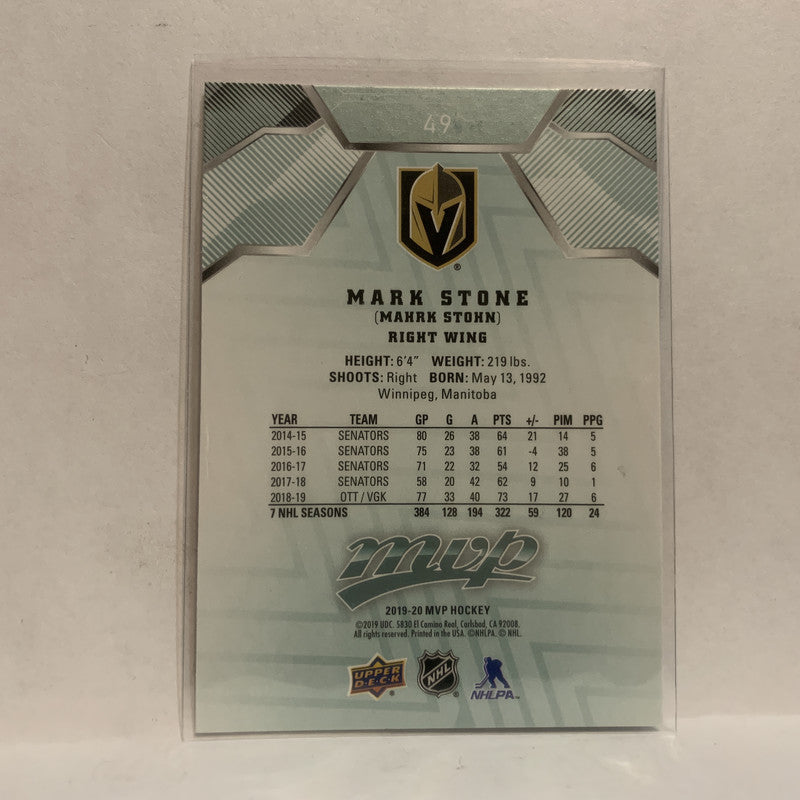 49
®
MARK STONE
(MAHRK STOHN)
RIGHT WING
HEIGHT: 6'4" WEIGHT: 219 lbs.
SHOOTS: Right BORN: May 13, 1992
Winnipeg, Manitoba
YEAR TEAM GP G A PTS +/- PIM PPG
2014-15 SENATORS 80 26 38 64 21 14 5
2015-16 SENATORS 75 23 38 61 -4 38 5
2016-17 SENATORS 71 22 32 54 12 25 6
2017-18 SENATORS 58 20 42 62 9 10 1
2018-19 OTT / VGK 77 33 40 73 17 27 6
7 NHL SEASONS 384 128 194 322 59 120 24
mvp
2019-20 MVP HOCKEY
©2019 UDC. 5830 El Camino Real, Carlsbad, CA 92008.
All rights reserved. Printed in the USA. ©NHLPA. © NHL.
UPPER DECK® NHL® NHLPA™